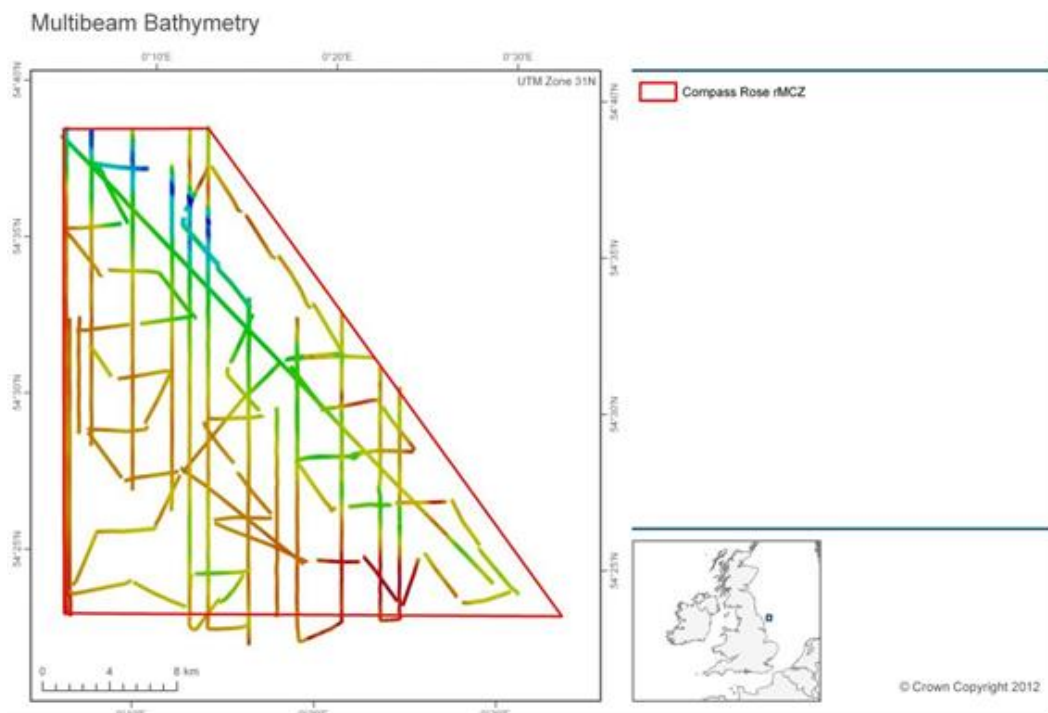 Multibeam Bathymetry
0°10'E 0°20'E 0°30'E
UTM Zone 31N
54°40'N 54°40'N
Compass Rose rMCZ
54°35'N 54°35'N
54°30'N 54°30'N
54°25'N 54°25'N
0 4 8 km
© Crown Copyright 2012